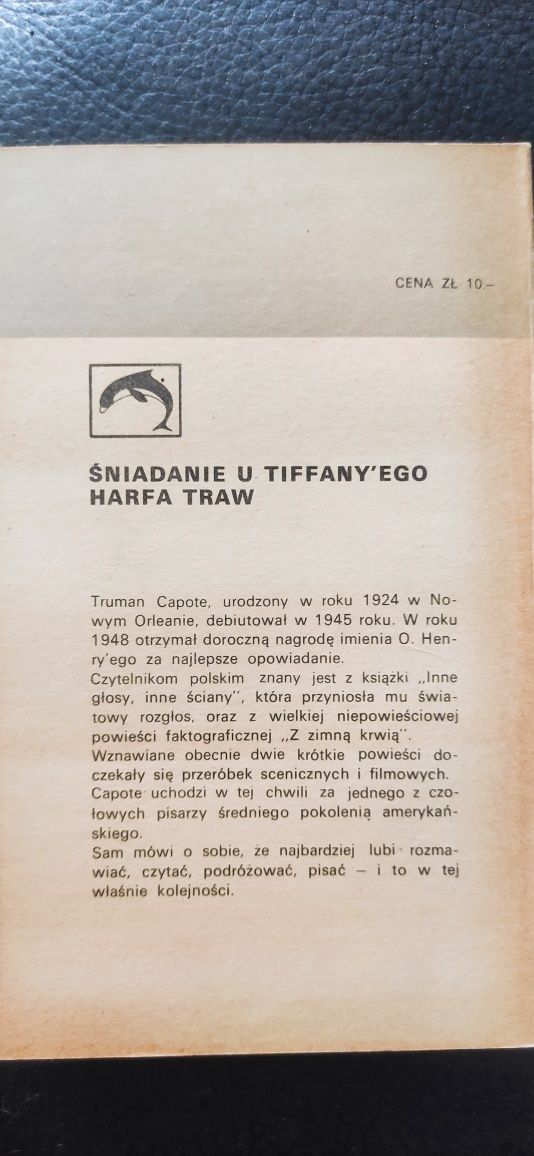 CENA ZŁ 10.–
ŚNIADANIE U TIFFANY'EGO
HARFA TRAW
Truman Capote, urodzony w roku 1924 w No-
wym Orleanie, debiutował w 1945 roku. W roku
1948 otrzymał doroczną nagrodę imienia O. Hen-
ry'ego za najlepsze opowiadanie.
Czytelnikom polskim znany jest z książki „Inne
głosy, inne ściany”, która przyniosła mu świa-
towy rozgłos, oraz z wielkiej niepowieściowej
powieści faktograficznej „Z zimną krwią”.
Wznawiane obecnie dwie krótkie powieści do-
czekały się przeróbek scenicznych i filmowych.
Capote uchodzi w tej chwili za jednego z czo-
łowych pisarzy średniego pokolenią amerykań-
skiego.
Sam mówi o sobie, że najbardziej lubi rozma-
wiać, czytać, podróżować, pisać – i to w tej
właśnie kolejności.